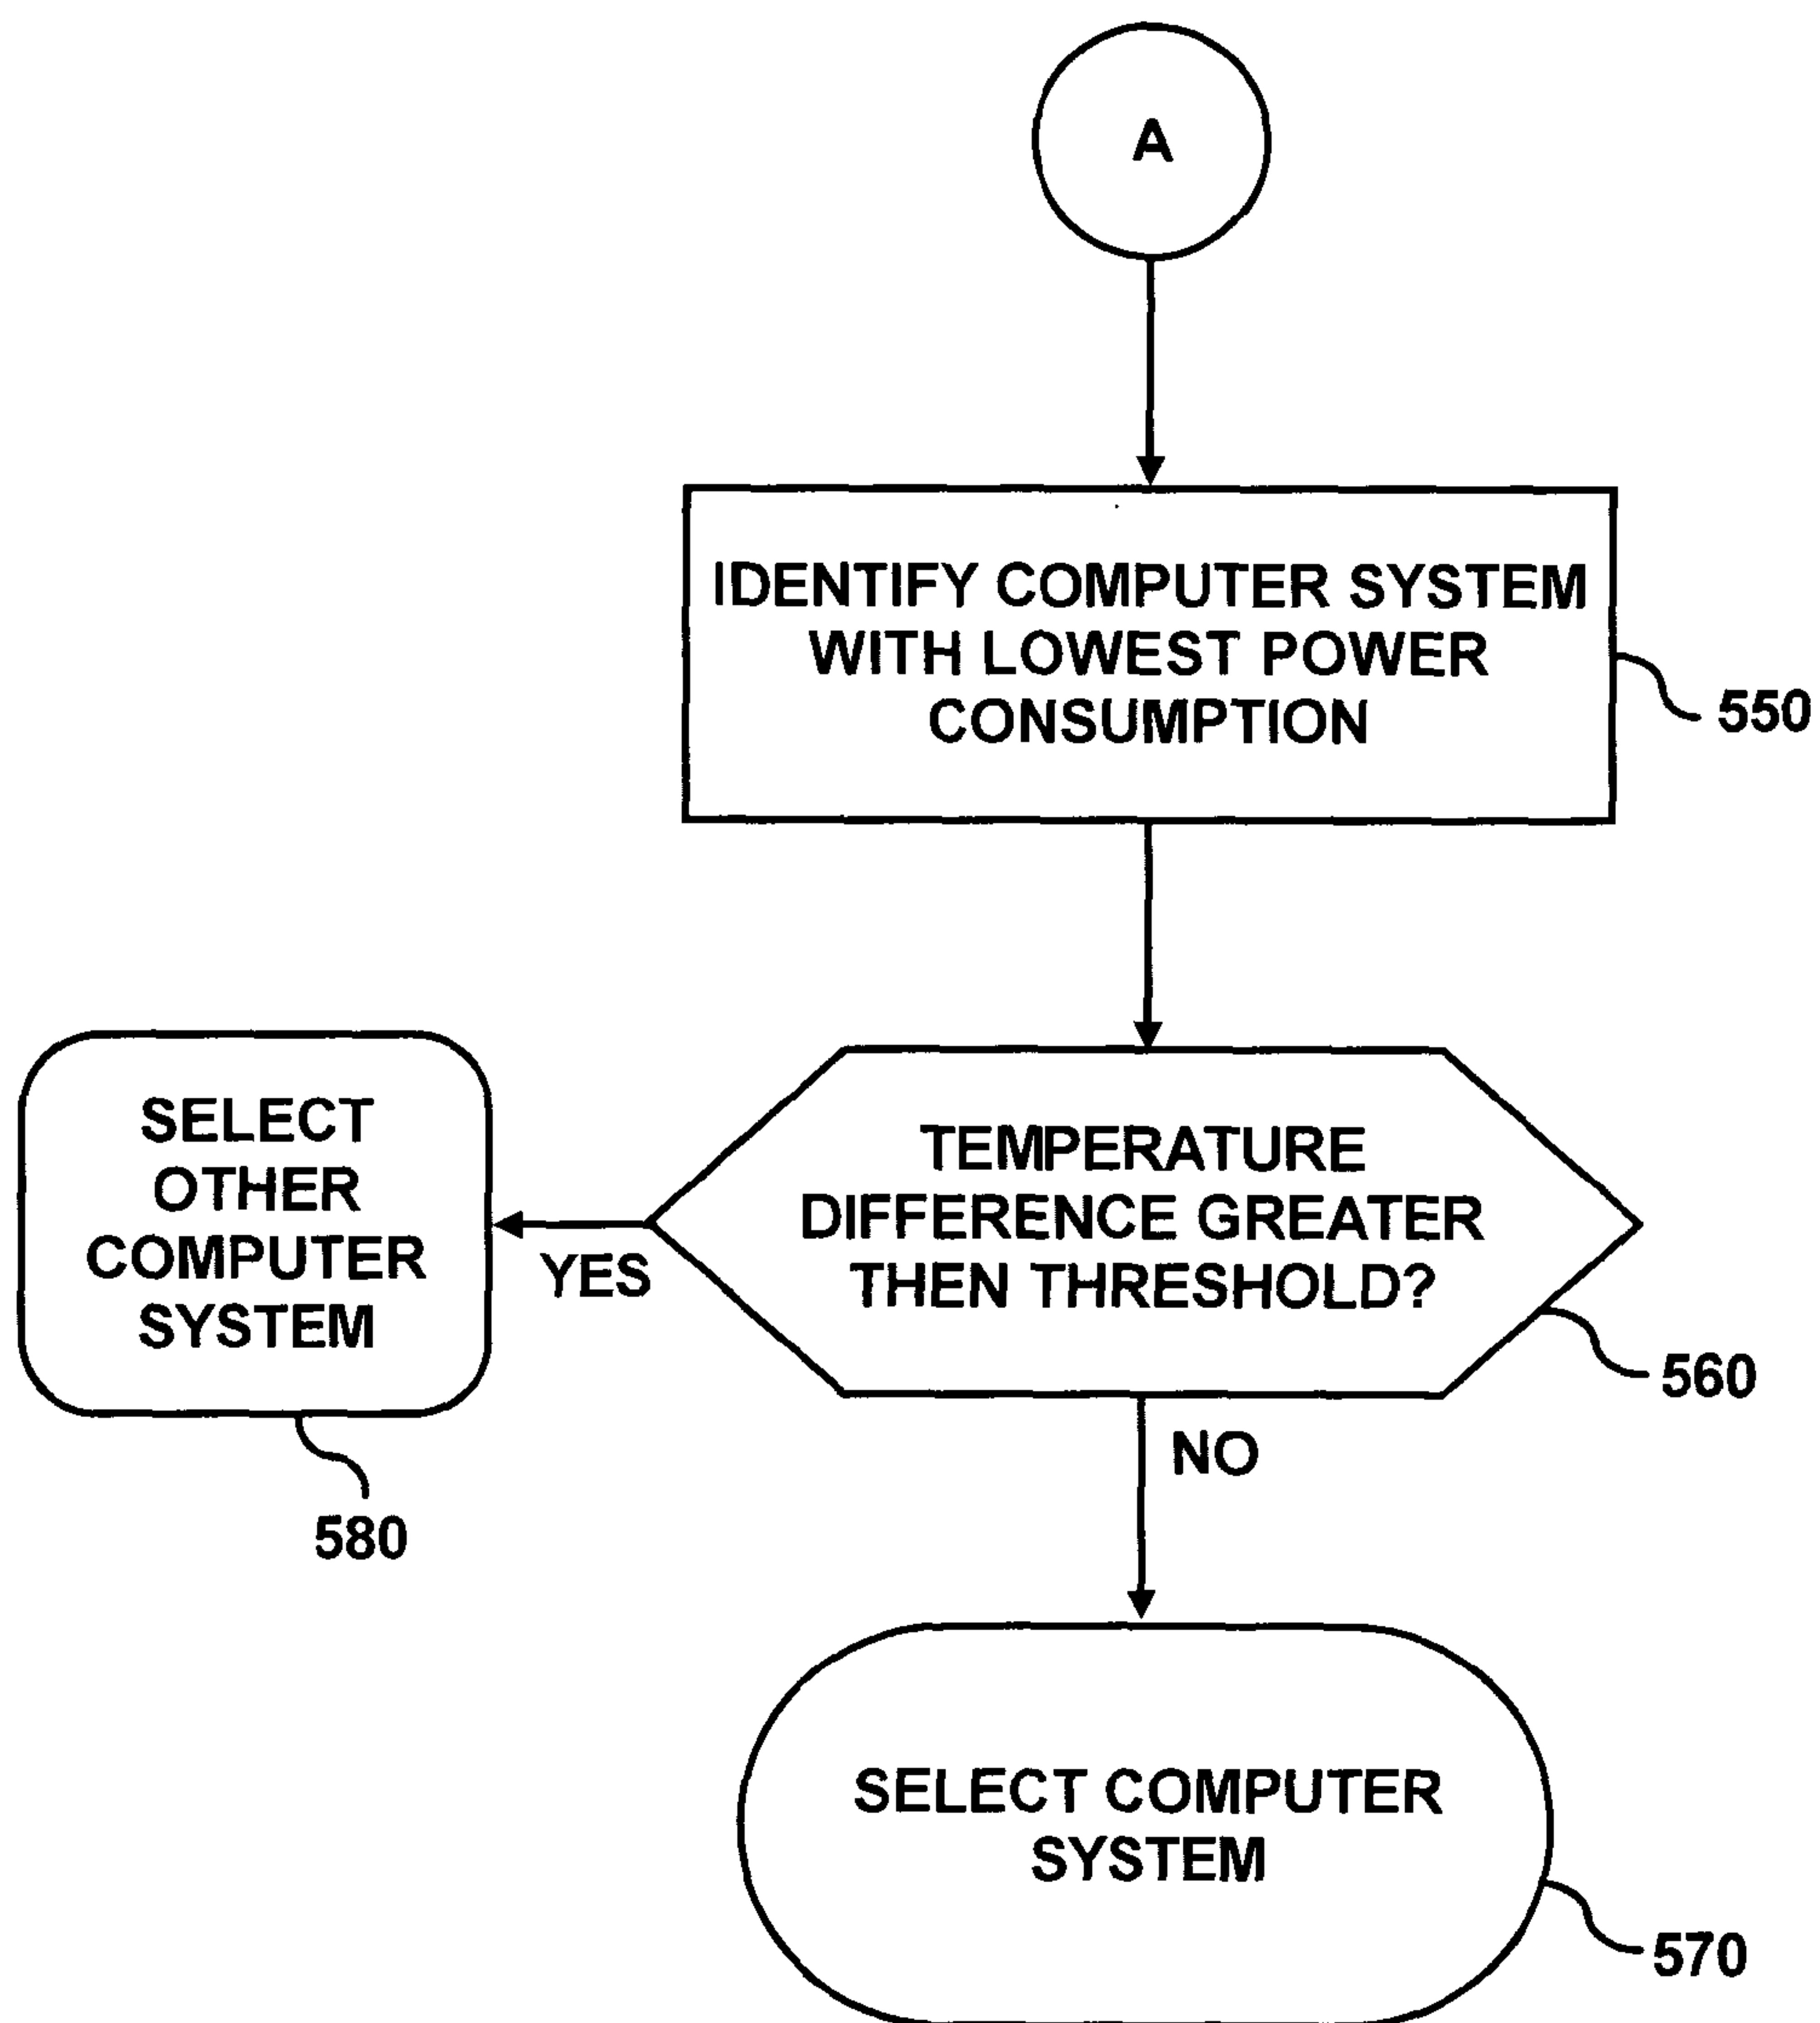 A
IDENTIFY COMPUTER SYSTEM
WITH LOWEST POWER
CONSUMPTION
550
SELECT
OTHER
COMPUTER
SYSTEM
580
YES
TEMPERATURE
DIFFERENCE GREATER
THEN THRESHOLD?
560
NO
SELECT COMPUTER
SYSTEM
570